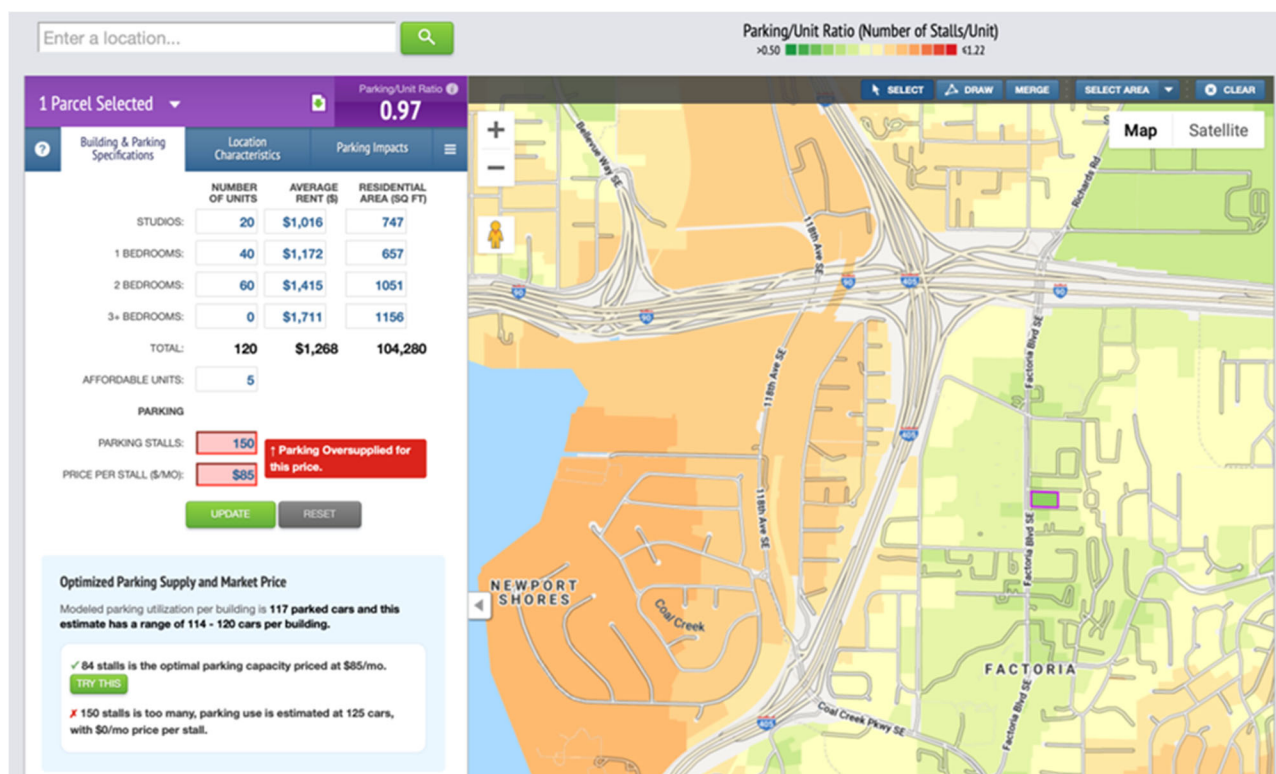 Enter a location...
Parking/Unit Ratio (Number of Stalls/Unit)
>0.50 ≤1.22
1 Parcel Selected
Parking/Unit Ratio i
0.97
?
Building & Parking
Specifications
Location
Characteristics
Parking Impacts
NUMBER
OF UNITS
AVERAGE
RENT ($)
RESIDENTIAL
AREA (SQ FT)
STUDIOS: 20 $1,016 747
1 BEDROOMS: 40 $1,172 657
2 BEDROOMS: 60 $1,415 1051
3+ BEDROOMS: 0 $1,711 1156
TOTAL: 120 $1,268 104,280
AFFORDABLE UNITS: 5
PARKING
PARKING STALLS: 150
PRICE PER STALL ($/MO): $85
↑ Parking Oversupplied for
this price.
UPDATE RESET
Optimized Parking Supply and Market Price
Modeled parking utilization per building is 117 parked cars and this
estimate has a range of 114 - 120 cars per building.
✓ 84 stalls is the optimal parking capacity priced at $85/mo.
TRY THIS
✗ 150 stalls is too many, parking use is estimated at 125 cars,
with $0/mo price per stall.
SELECT DRAW MERGE SELECT AREA CLEAR
+
−
Map Satellite
Bellevue Way SE
118th Ave SE
Richards Rd
90
90
405
90
90
Factoria Blvd SE
118th Ave SE
405
118th Ave SE
Factoria Blvd SE
NEWPORT
SHORES
Coal Creek
FACTORIA
Factoria Blvd SE
Coal Creek Pkwy SE
405